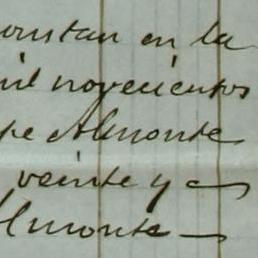 constan en la
mil novecientos
pe Almonte
veinte y
Almonte